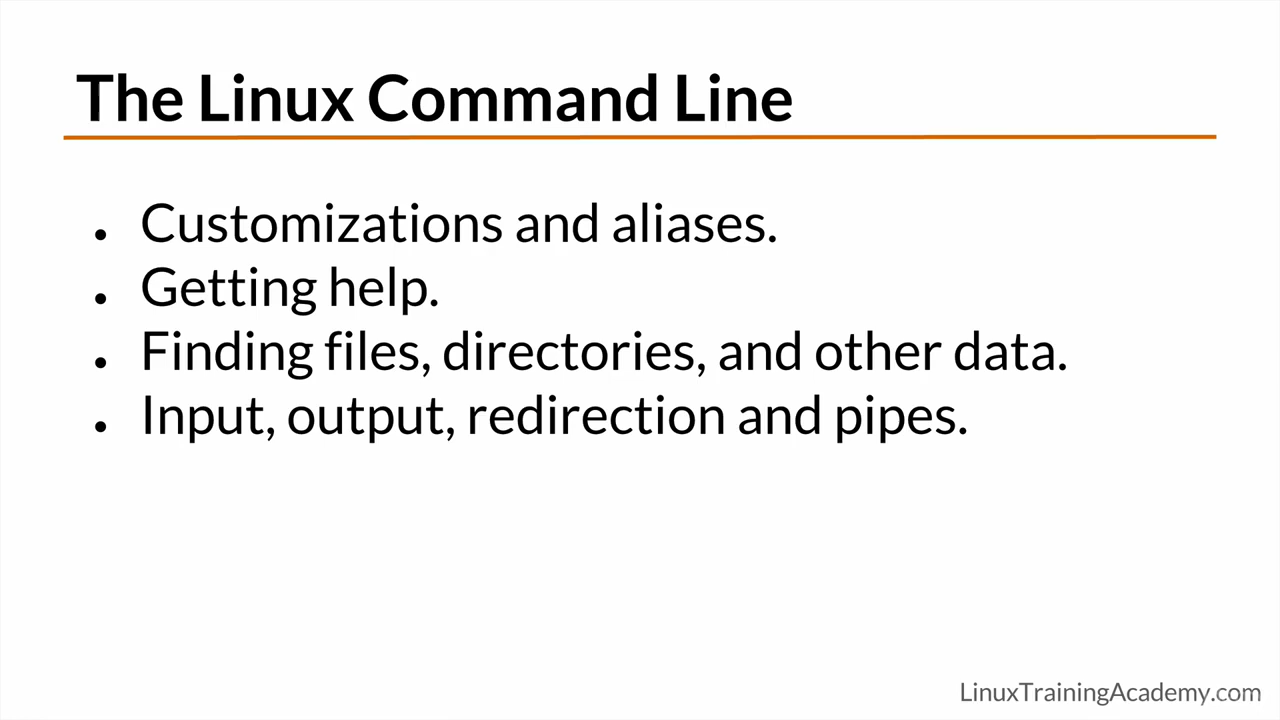 The Linux Command Line
• Customizations and aliases.
• Getting help.
• Finding files, directories, and other data.
• Input, output, redirection and pipes.
LinuxTrainingAcademy.com